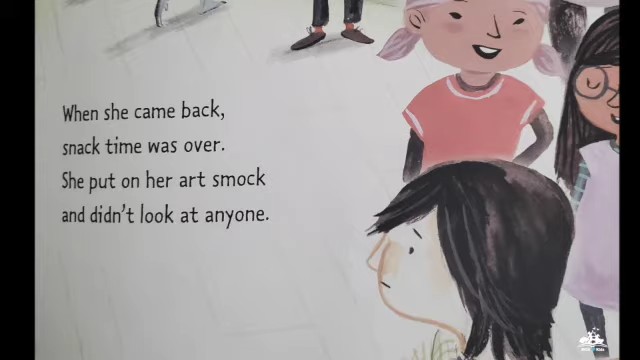 When she came back,
snack time was over.
She put on her art smock
and didn't look at anyone.